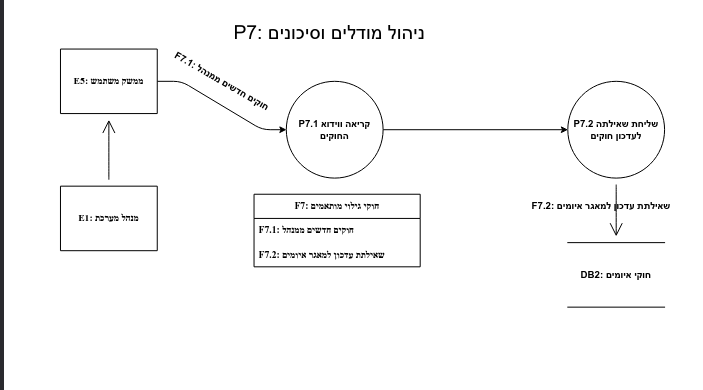 P7: ניהול מודלים וסיכונים
E5: ממשק משתמש
F7.1: חוקים חדשים ממנהל
P7.1 קריאה ווידוא
החוקים
P7.2 שליחת שאילתה
לעדכון חוקים
E1: מנהל מערכת
F7: חוקי גילוי מותאמים
F7.1: חוקים חדשים ממנהל
F7.2: שאילתת עדכון למאגר איומים
F7.2: שאילתת עדכון למאגר איומים
DB2: חוקי איומים